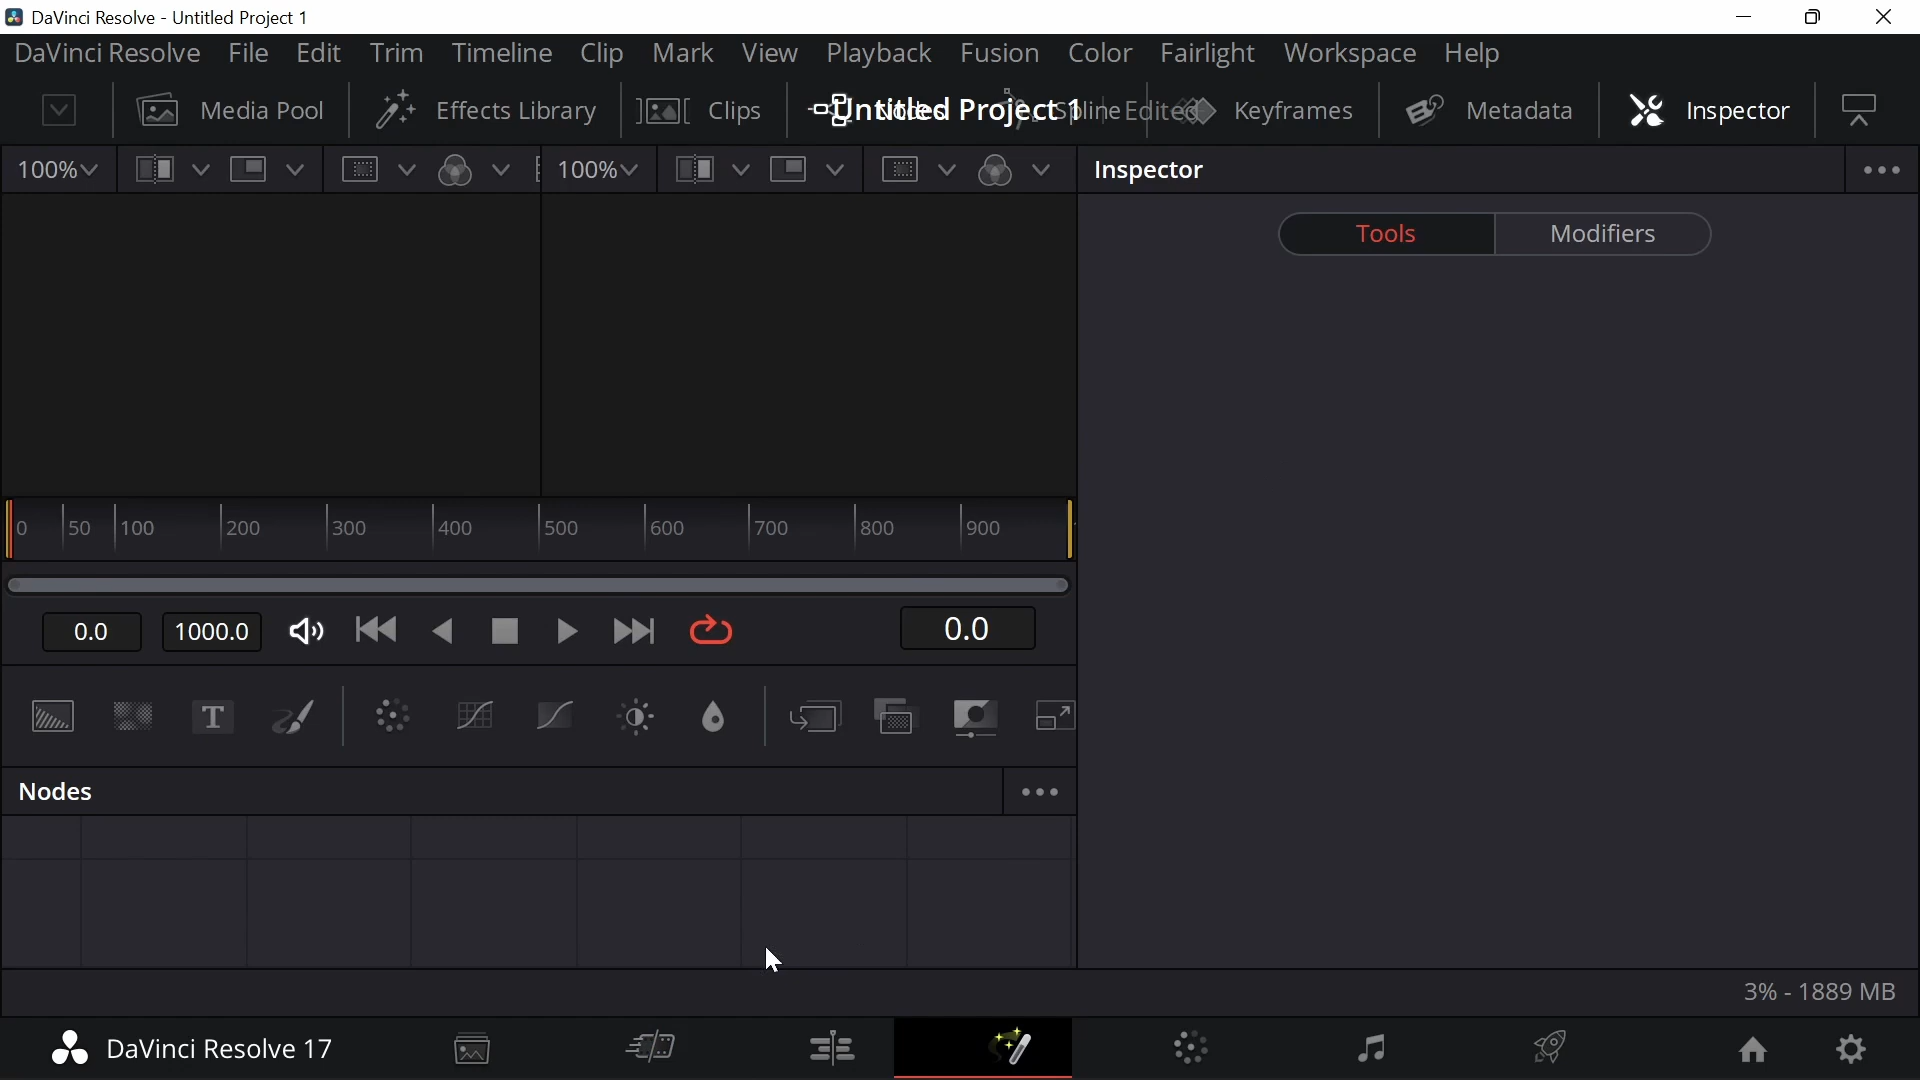 DaVinci Resolve - Untitled Project 1
DaVinci Resolve File Edit Trim Timeline Clip Mark View Playback Fusion Color Fairlight Workspace Help
Media Pool Effects Library Clips Nodes Untitled Project 1 Spline Edited Keyframes Metadata Inspector
100% 100% Inspector
Tools Modifiers
0 50 100 200 300 400 500 600 700 800 900
0.0 1000.0 0.0
T
Nodes
3% - 1889 MB
DaVinci Resolve 17